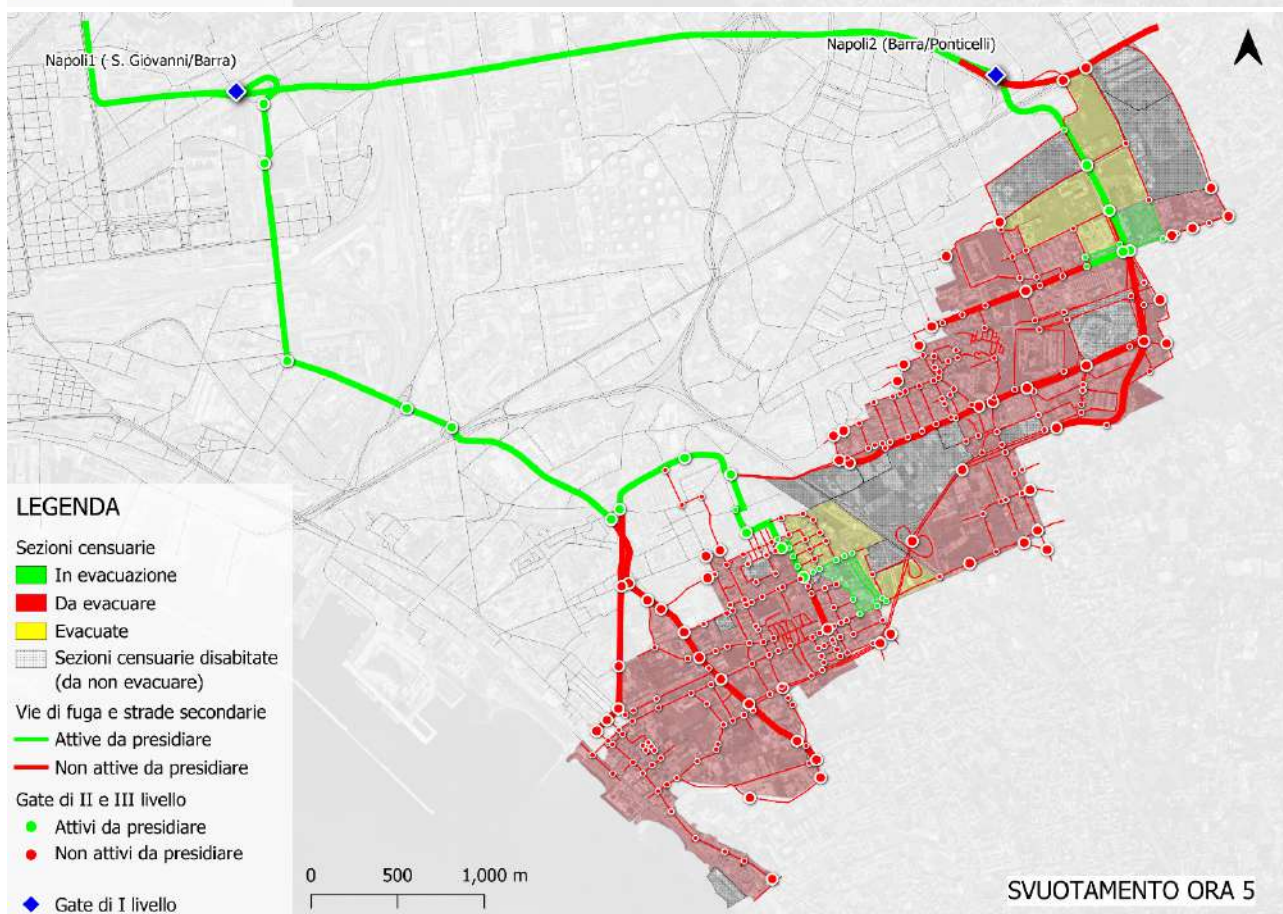 Napoli1 ( S. Giovanni/Barra)
Napoli2 (Barra/Ponticelli)
LEGENDA
Sezioni censuarie
In evacuazione
Da evacuare
Evacuate
Sezioni censuarie disabitate
(da non evacuare)
Vie di fuga e strade secondarie
Attive da presidiare
Non attive da presidiare
Gate di II e III livello
Attivi da presidiare
Non attivi da presidiare
Gate di I livello
0 500 1,000 m
SVUOTAMENTO ORA 5